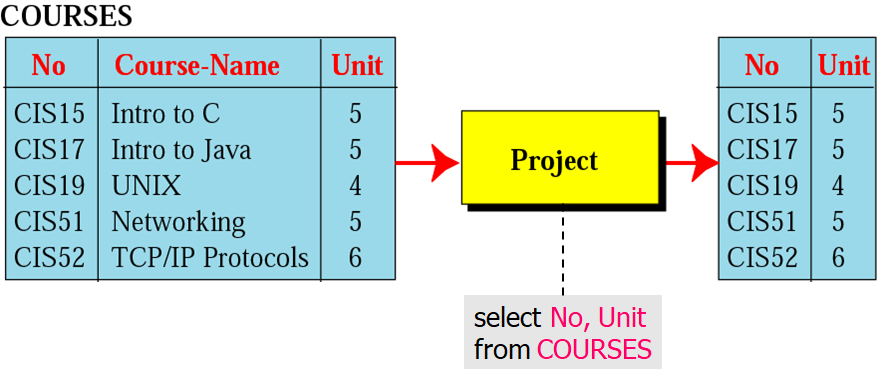 COURSES
No Course-Name Unit
CIS15 Intro to C 5
CIS17 Intro to Java 5
CIS19 UNIX 4
CIS51 Networking 5
CIS52 TCP/IP Protocols 6
Project
select No, Unit
from COURSES
No Unit
CIS15 5
CIS17 5
CIS19 4
CIS51 5
CIS52 6